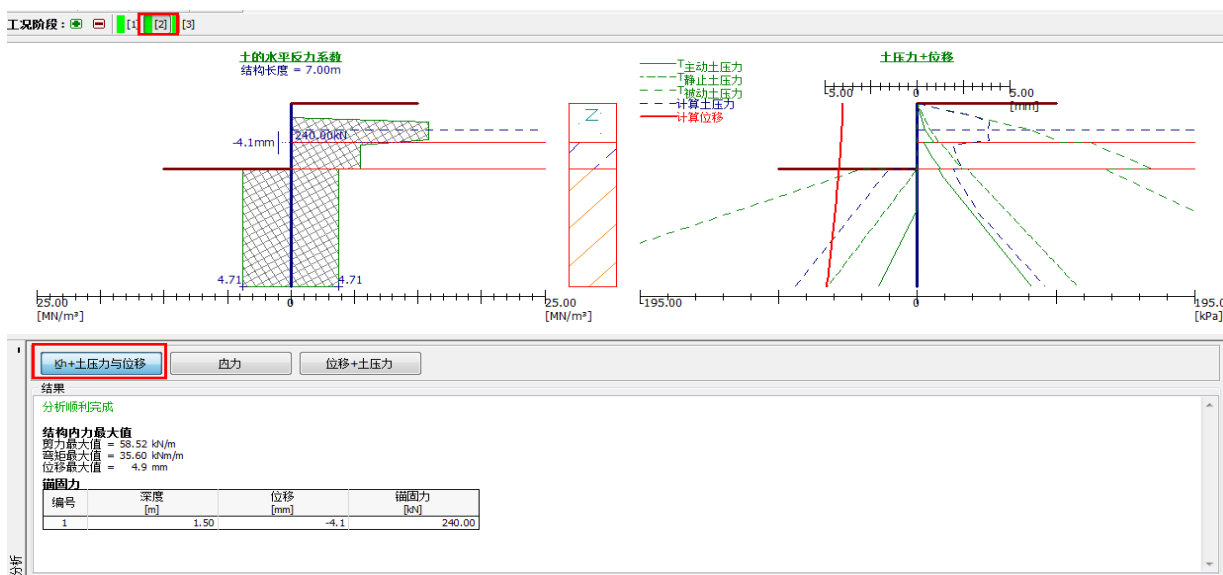 工况阶段：[1] [2] [3]
土的水平反力系数
结构长度 = 7.00m
240.00kN
-4.1mm
4.71
4.71
25.00
0
25.00
[MN/m³]
[MN/m³]
T主动土压力
T静止土压力
T被动土压力
计算土压力
计算位移
土压力+位移
-5.00
0
5.00
[mm]
195.00
0
195.0
[kPa]
Kh+土压力与位移
内力
位移+土压力
分析
结果
分析顺利完成
结构内力最大值
剪力最大值 = 58.52 kN/m
弯矩最大值 = 35.60 kNm/m
位移最大值 = 4.9 mm
锚固力
编号 深度 [m] 位移 [mm] 锚固力 [kN]
1 1.50 -4.1 240.00